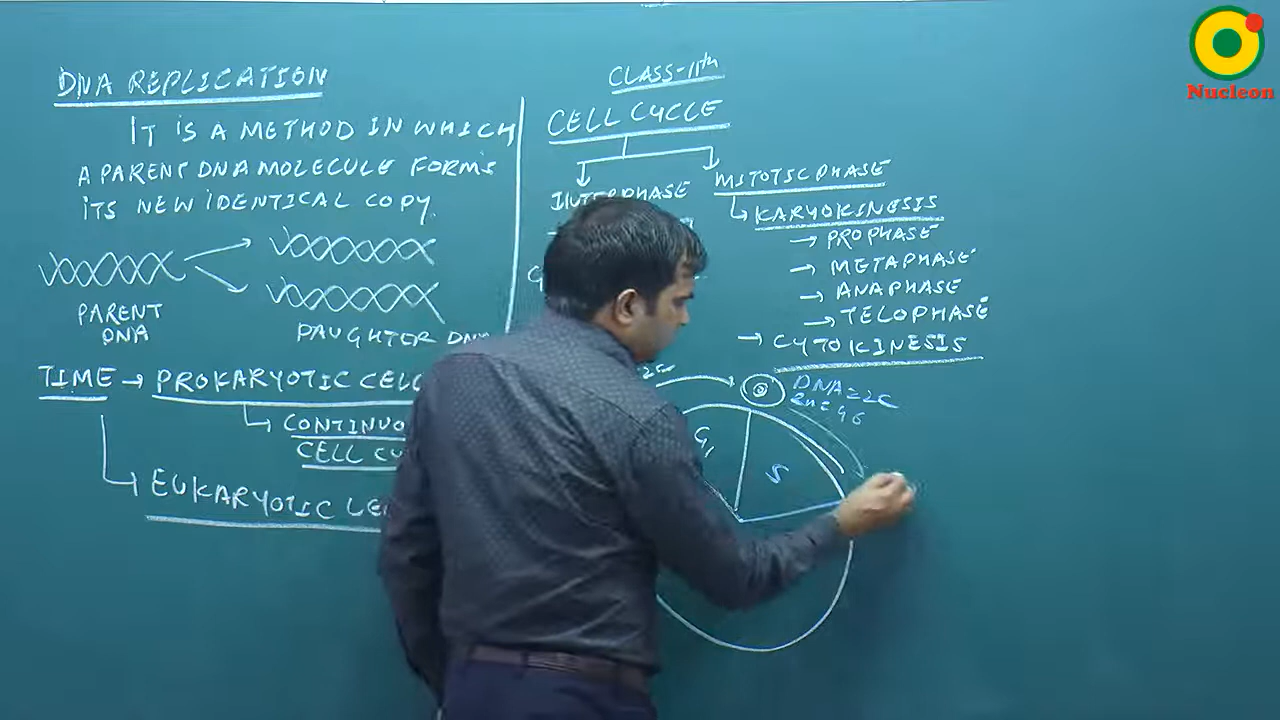 DNA REPLICATION
IT IS A METHOD IN WHICH
A PARENT DNA MOLECULE FORMS
ITS NEW IDENTICAL COPY.
PARENT
DNA
DAUGHTER DNA
TIME → PROKARYOTIC CELL
CONTINUO
CELL CY
EUKARYOTIC CE
CLASS-11th
CELL CYCLE
INTERPHASE
MITOTIC PHASE
KARYOKINESIS
→ PROPHASE
→ METAPHASE
→ ANAPHASE
→ TELOPHASE
→ CYTOKINESIS
DNA = 2C
2n = 46
G1
S
Nucleon